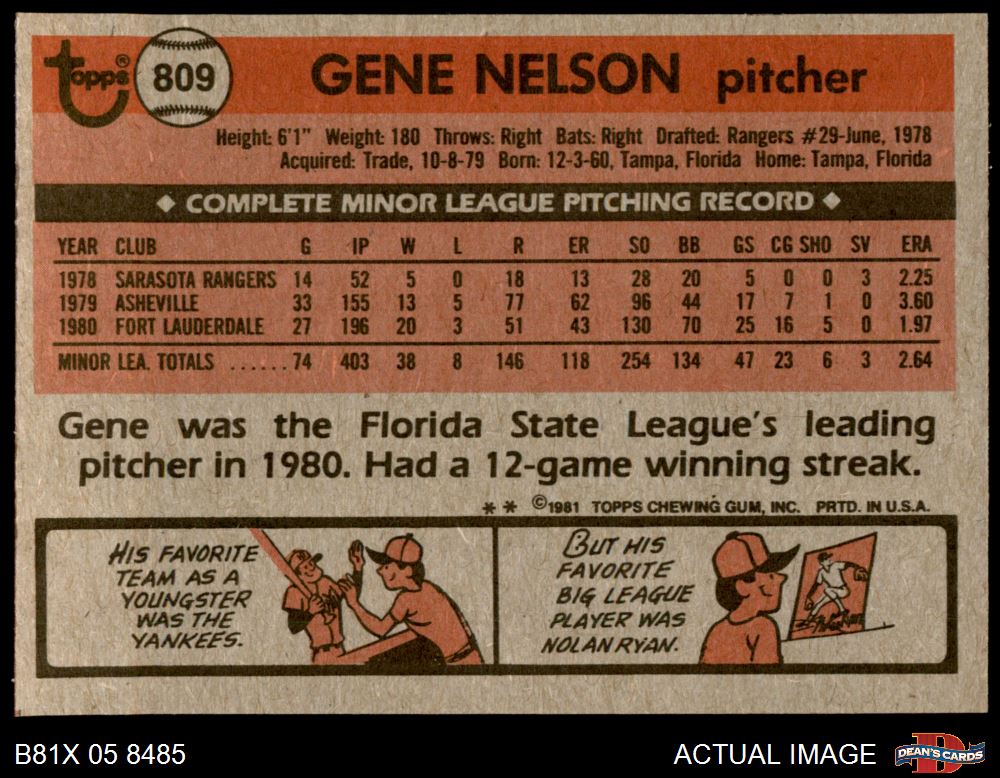 topps®
809
GENE NELSON pitcher
Height: 6'1" Weight: 180 Throws: Right Bats: Right Drafted: Rangers #29-June, 1978
Acquired: Trade, 10-8-79 Born: 12-3-60, Tampa, Florida Home: Tampa, Florida
◆ COMPLETE MINOR LEAGUE PITCHING RECORD ◆
YEAR CLUB G IP W L R ER SO BB GS CG SHO SV ERA
1978 SARASOTA RANGERS 14 52 5 0 18 13 28 20 5 0 0 3 2.25
1979 ASHEVILLE 33 155 13 5 77 62 96 44 17 7 1 0 3.60
1980 FORT LAUDERDALE 27 196 20 3 51 43 130 70 25 16 5 0 1.97
MINOR LEA. TOTALS ......74 403 38 8 146 118 254 134 47 23 6 3 2.64
Gene was the Florida State League's leading
pitcher in 1980. Had a 12-game winning streak.
** ©1981 TOPPS CHEWING GUM, INC. PRTD. IN U.S.A.
HIS FAVORITE
TEAM AS A
YOUNGSTER
WAS THE
YANKEES.
BUT HIS
FAVORITE
BIG LEAGUE
PLAYER WAS
NOLAN RYAN.
B81X 05 8485
ACTUAL IMAGE
DEAN'S CARDS